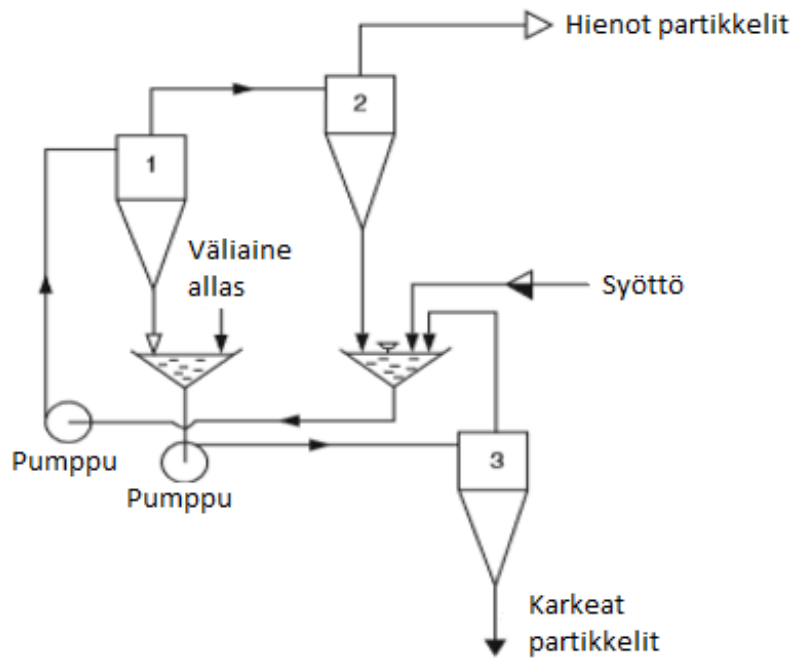 Hienot partikkelit
2
1
Väliaine
allas
Syöttö
Pumppu
Pumppu
3
Karkeat
partikkelit